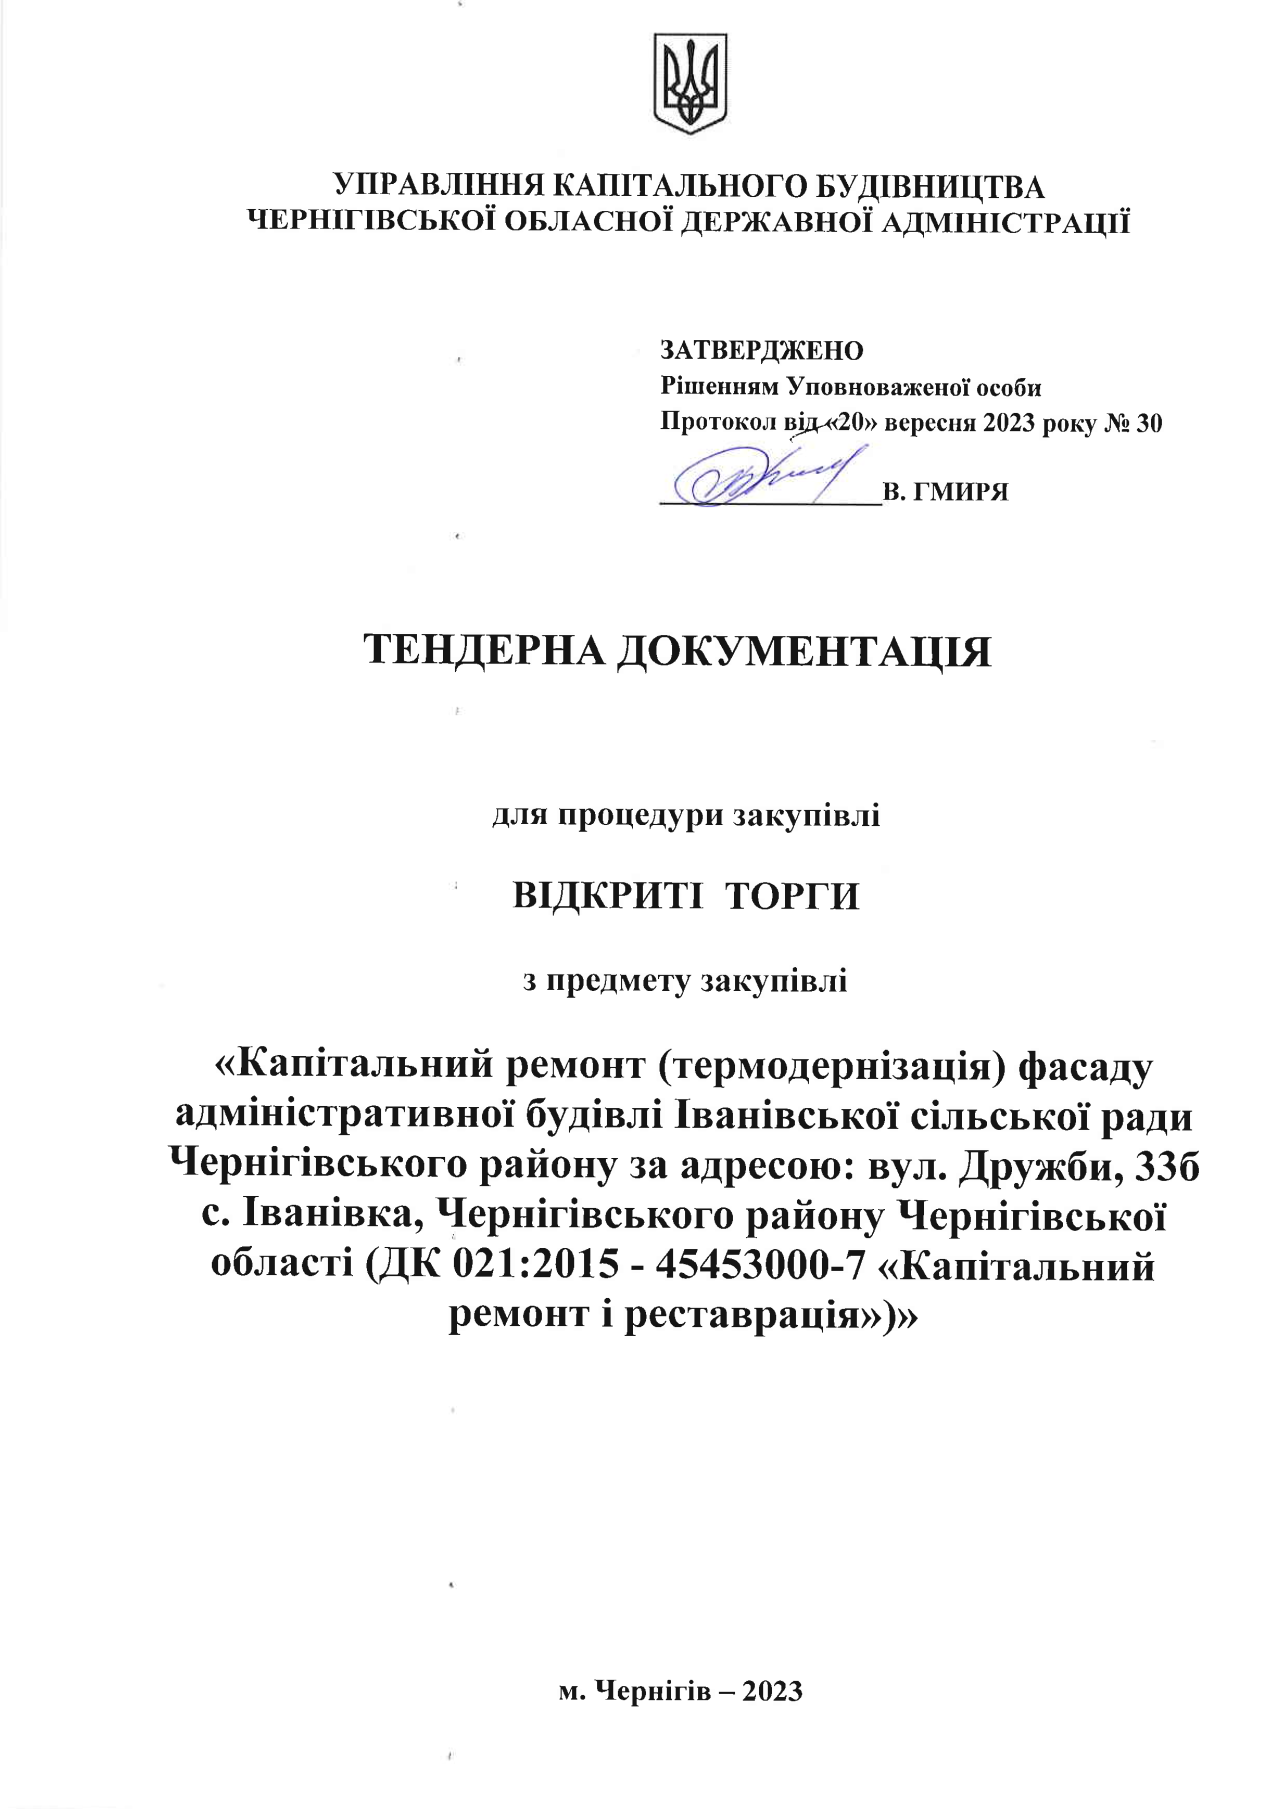 УПРАВЛІННЯ КАПІТАЛЬНОГО БУДІВНИЦТВА
ЧЕРНІГІВСЬКОЇ ОБЛАСНОЇ ДЕРЖАВНОЇ АДМІНІСТРАЦІЇ
ЗАТВЕРДЖЕНО
Рішенням Уповноваженої особи
Протокол від «20» вересня 2023 року № 30
В. ГМИРЯ
ТЕНДЕРНА ДОКУМЕНТАЦІЯ
для процедури закупівлі
ВІДКРИТІ ТОРГИ
з предмету закупівлі
«Капітальний ремонт (термодернізація) фасаду
адміністративної будівлі Іванівської сільської ради
Чернігівського району за адресою: вул. Дружби, 33б
с. Іванівка, Чернігівського району Чернігівської
області (ДК 021:2015 - 45453000-7 «Капітальний
ремонт і реставрація»)»
м. Чернігів – 2023